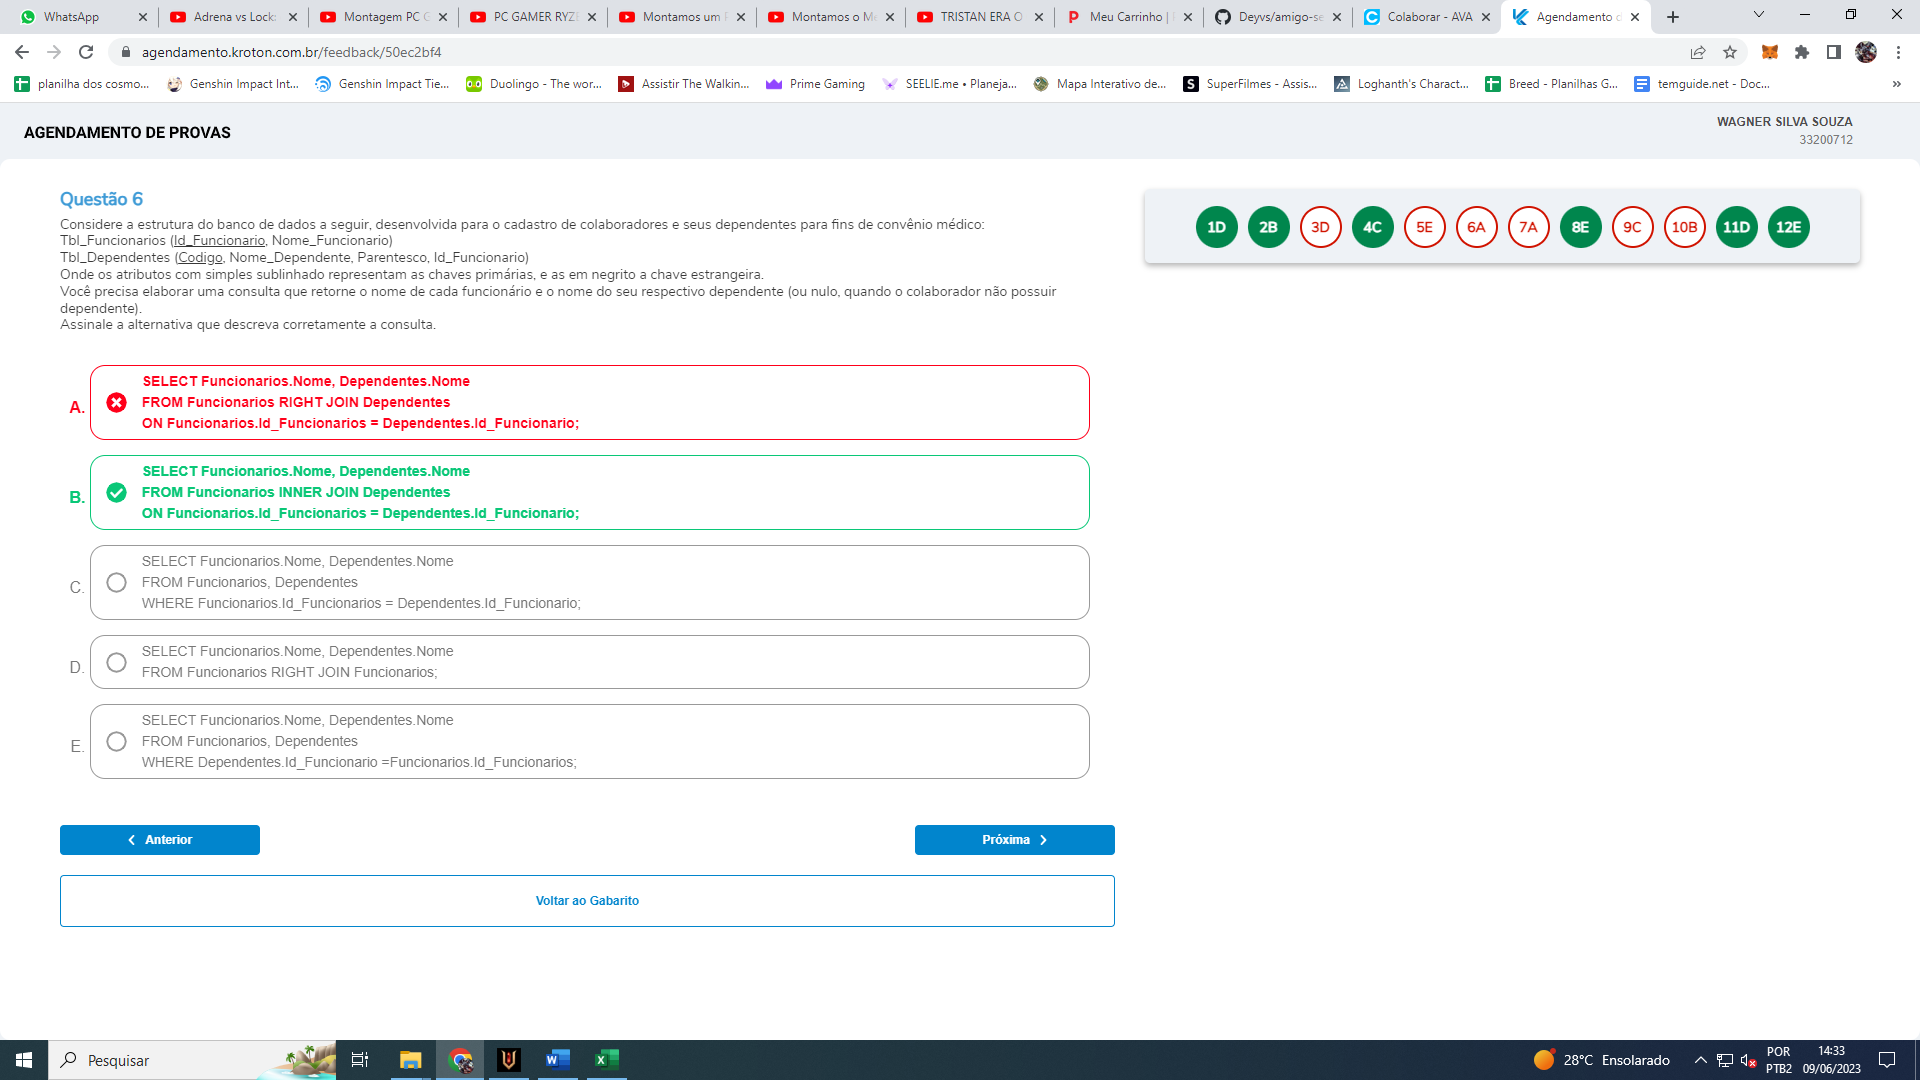 WhatsApp
Adrena vs Lock
Montagem PC G
PC GAMER RYZE
Montamos um
Montamos o Me
TRISTAN ERA O
Meu Carrinho |
Deyvs/amigo-se
Colaborar - AVA
Agendamento d
agendamento.kroton.com.br/feedback/50ec2bf4
planilha dos cosmo...
Genshin Impact Int...
Genshin Impact Tie...
Duolingo - The wor...
Assistir The Walkin...
Prime Gaming
SEELIE.me • Planeja...
Mapa Interativo de...
SuperFilmes - Assis...
Loghanth's Charact...
Breed - Planilhas G...
temguide.net - Doc...
»
AGENDAMENTO DE PROVAS
WAGNER SILVA SOUZA
33200712
Questão 6
Considere a estrutura do banco de dados a seguir, desenvolvida para o cadastro de colaboradores e seus dependentes para fins de convênio médico:
Tbl_Funcionarios (Id_Funcionario, Nome_Funcionario)
Tbl_Dependentes (Codigo, Nome_Dependente, Parentesco, Id_Funcionario)
Onde os atributos com simples sublinhado representam as chaves primárias, e as em negrito a chave estrangeira.
Você precisa elaborar uma consulta que retorne o nome de cada funcionário e o nome do seu respectivo dependente (ou nulo, quando o colaborador não possuir
dependente).
Assinale a alternativa que descreva corretamente a consulta.
1D 2B 3D 4C 5E 6A 7A 8E 9C 10B 11D 12E
A.
SELECT Funcionarios.Nome, Dependentes.Nome
FROM Funcionarios RIGHT JOIN Dependentes
ON Funcionarios.Id_Funcionarios = Dependentes.Id_Funcionario;
B.
SELECT Funcionarios.Nome, Dependentes.Nome
FROM Funcionarios INNER JOIN Dependentes
ON Funcionarios.Id_Funcionarios = Dependentes.Id_Funcionario;
C.
SELECT Funcionarios.Nome, Dependentes.Nome
FROM Funcionarios, Dependentes
WHERE Funcionarios.Id_Funcionarios = Dependentes.Id_Funcionario;
D.
SELECT Funcionarios.Nome, Dependentes.Nome
FROM Funcionarios RIGHT JOIN Funcionarios;
E.
SELECT Funcionarios.Nome, Dependentes.Nome
FROM Funcionarios, Dependentes
WHERE Dependentes.Id_Funcionario =Funcionarios.Id_Funcionarios;
Anterior
Próxima
Voltar ao Gabarito
Pesquisar
28°C Ensolarado
POR
PTB2
14:33
09/06/2023